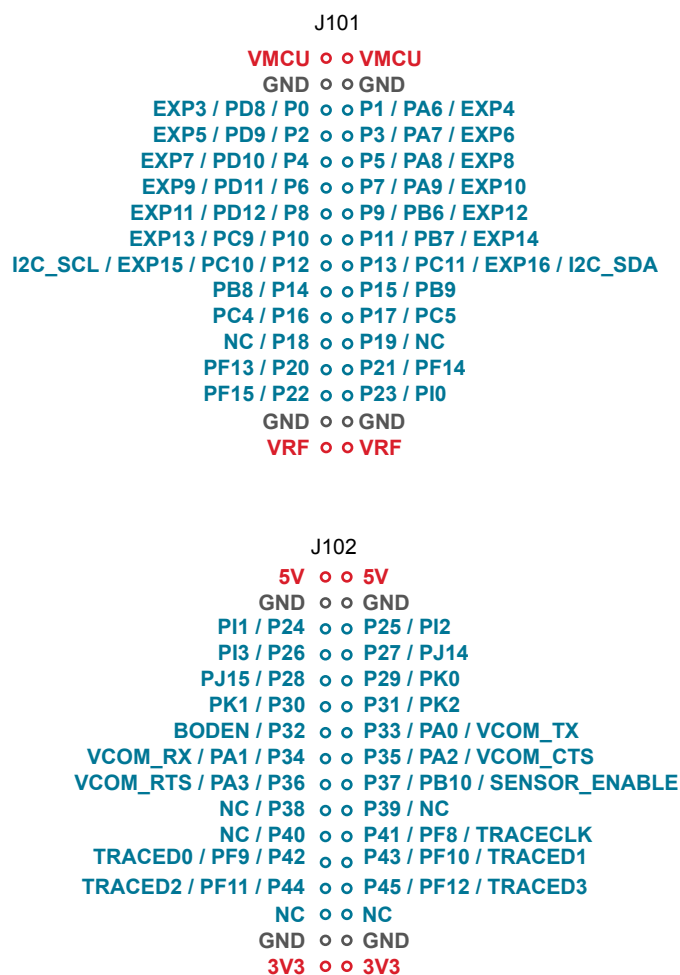 J101
VMCU VMCU
GND GND
EXP3 / PD8 / P0 P1 / PA6 / EXP4
EXP5 / PD9 / P2 P3 / PA7 / EXP6
EXP7 / PD10 / P4 P5 / PA8 / EXP8
EXP9 / PD11 / P6 P7 / PA9 / EXP10
EXP11 / PD12 / P8 P9 / PB6 / EXP12
EXP13 / PC9 / P10 P11 / PB7 / EXP14
I2C_SCL / EXP15 / PC10 / P12 P13 / PC11 / EXP16 / I2C_SDA
PB8 / P14 P15 / PB9
PC4 / P16 P17 / PC5
NC / P18 P19 / NC
PF13 / P20 P21 / PF14
PF15 / P22 P23 / PI0
GND GND
VRF VRF
J102
5V 5V
GND GND
PI1 / P24 P25 / PI2
PI3 / P26 P27 / PJ14
PJ15 / P28 P29 / PK0
PK1 / P30 P31 / PK2
BODEN / P32 P33 / PA0 / VCOM_TX
VCOM_RX / PA1 / P34 P35 / PA2 / VCOM_CTS
VCOM_RTS / PA3 / P36 P37 / PB10 / SENSOR_ENABLE
NC / P38 P39 / NC
NC / P40 P41 / PF8 / TRACECLK
TRACED0 / PF9 / P42 P43 / PF10 / TRACED1
TRACED2 / PF11 / P44 P45 / PF12 / TRACED3
NC NC
GND GND
3V3 3V3